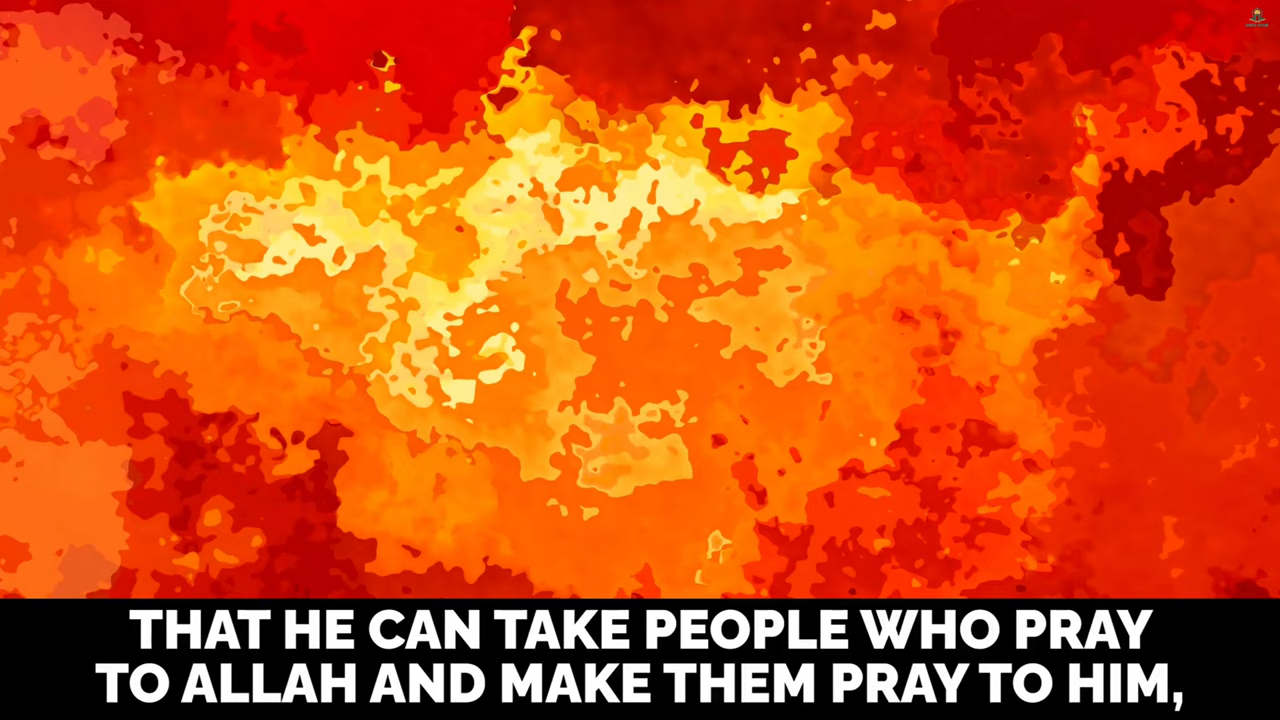 THAT HE CAN TAKE PEOPLE WHO PRAY
TO ALLAH AND MAKE THEM PRAY TO HIM,